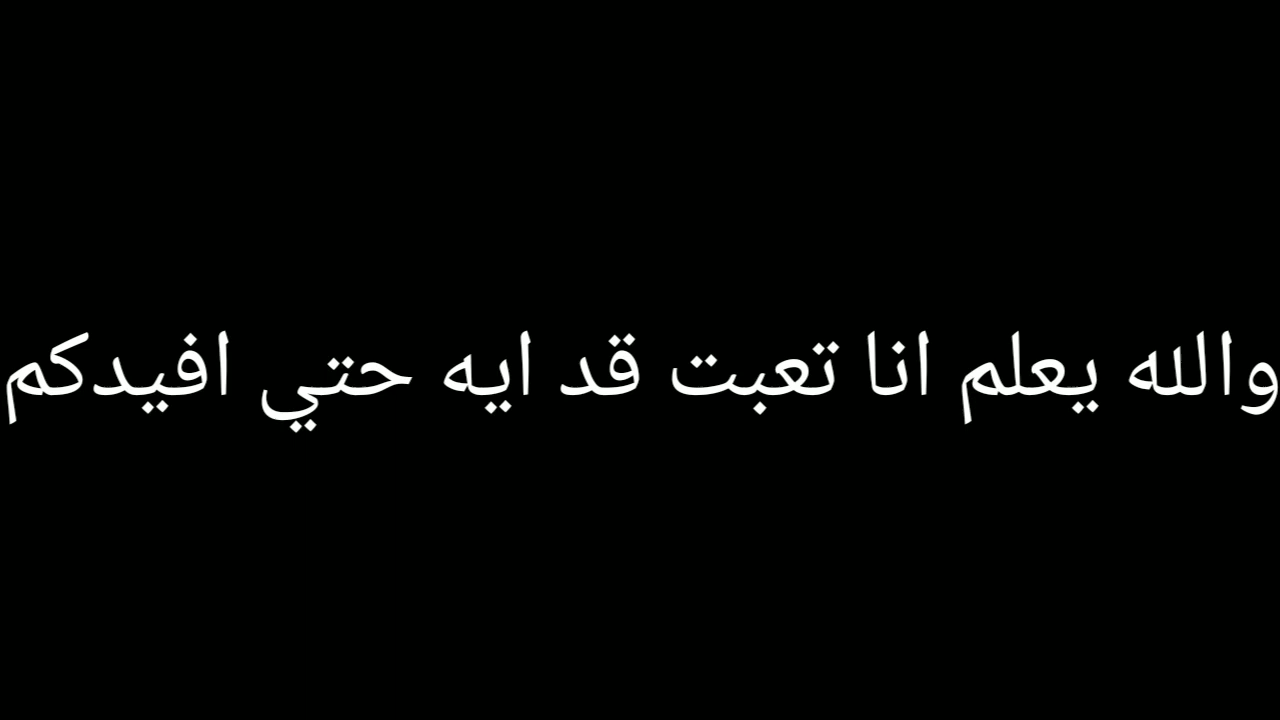 والله يعلم انا تعبت قد ايه حتي افيدكم